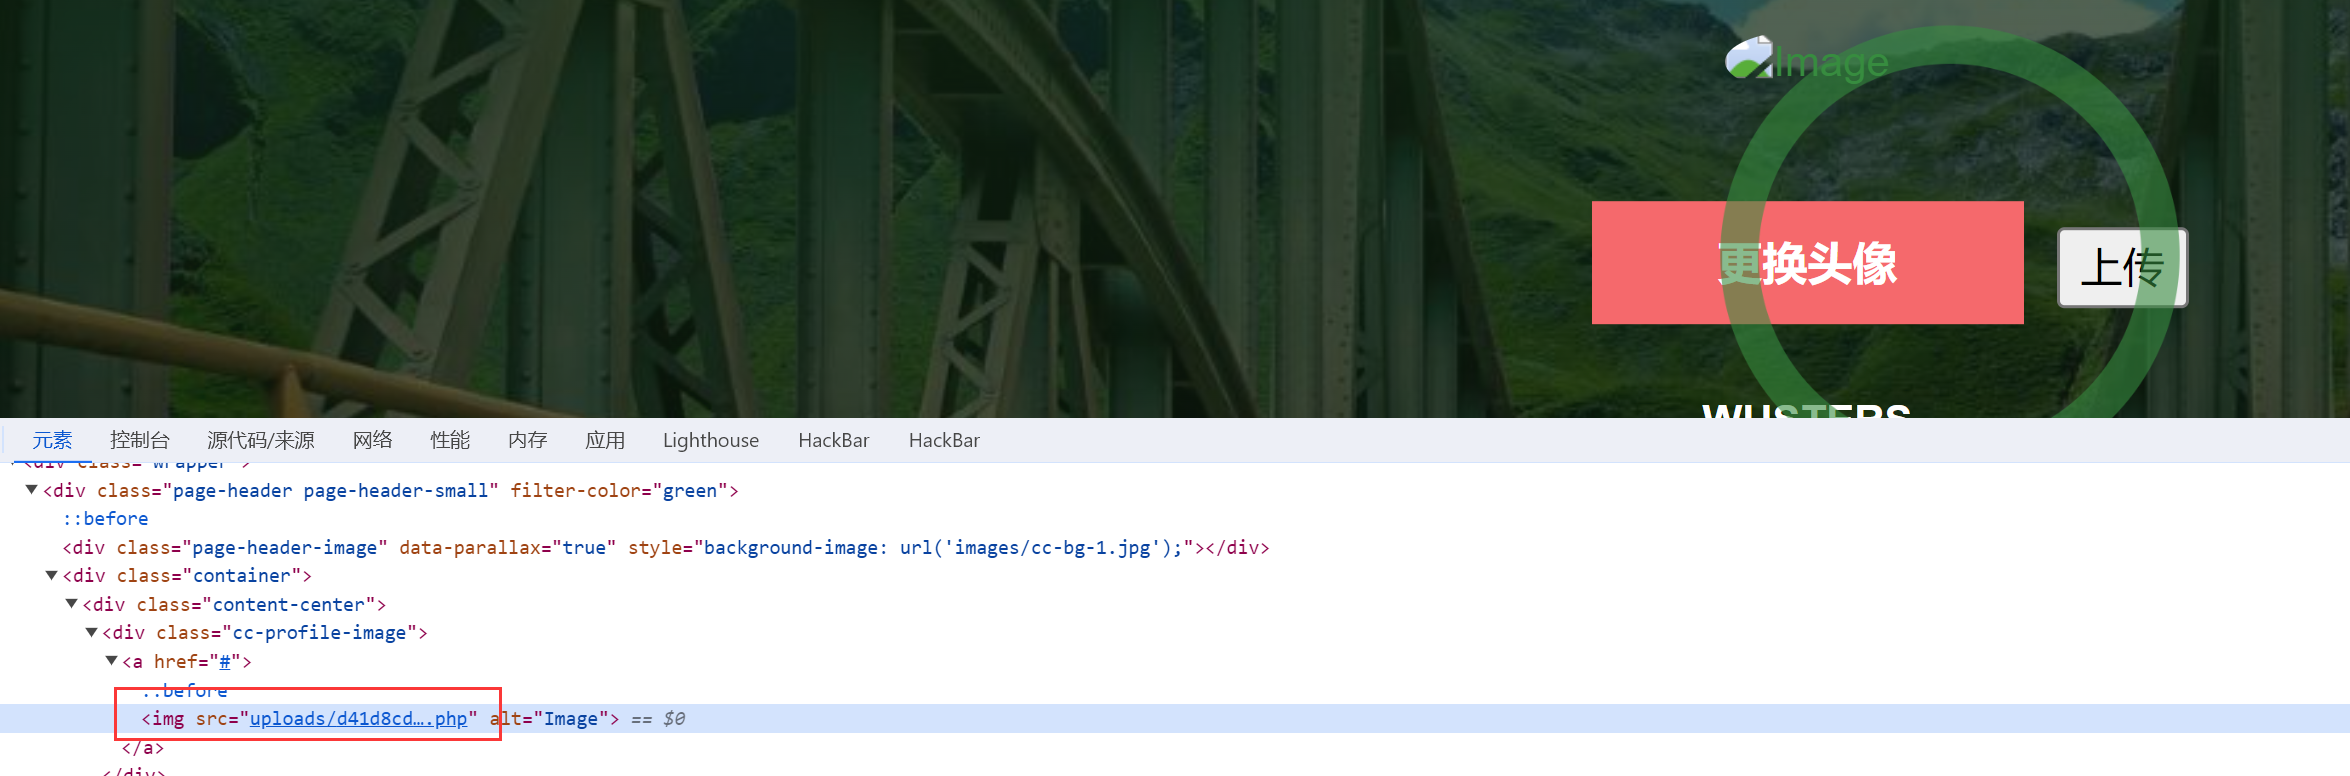 Image
更换头像
上传
WUSTERS
元素 控制台 源代码/来源 网络 性能 内存 应用 Lighthouse HackBar HackBar
<div class="wrapper">
▼<div class="page-header page-header-small" filter-color="green">
::before
<div class="page-header-image" data-parallax="true" style="background-image: url('images/cc-bg-1.jpg');"></div>
▼<div class="container">
▼<div class="content-center">
▼<div class="cc-profile-image">
▼<a href="#">
::before
<img src="uploads/d41d8cd….php" alt="Image"> == $0
</a>
</div>